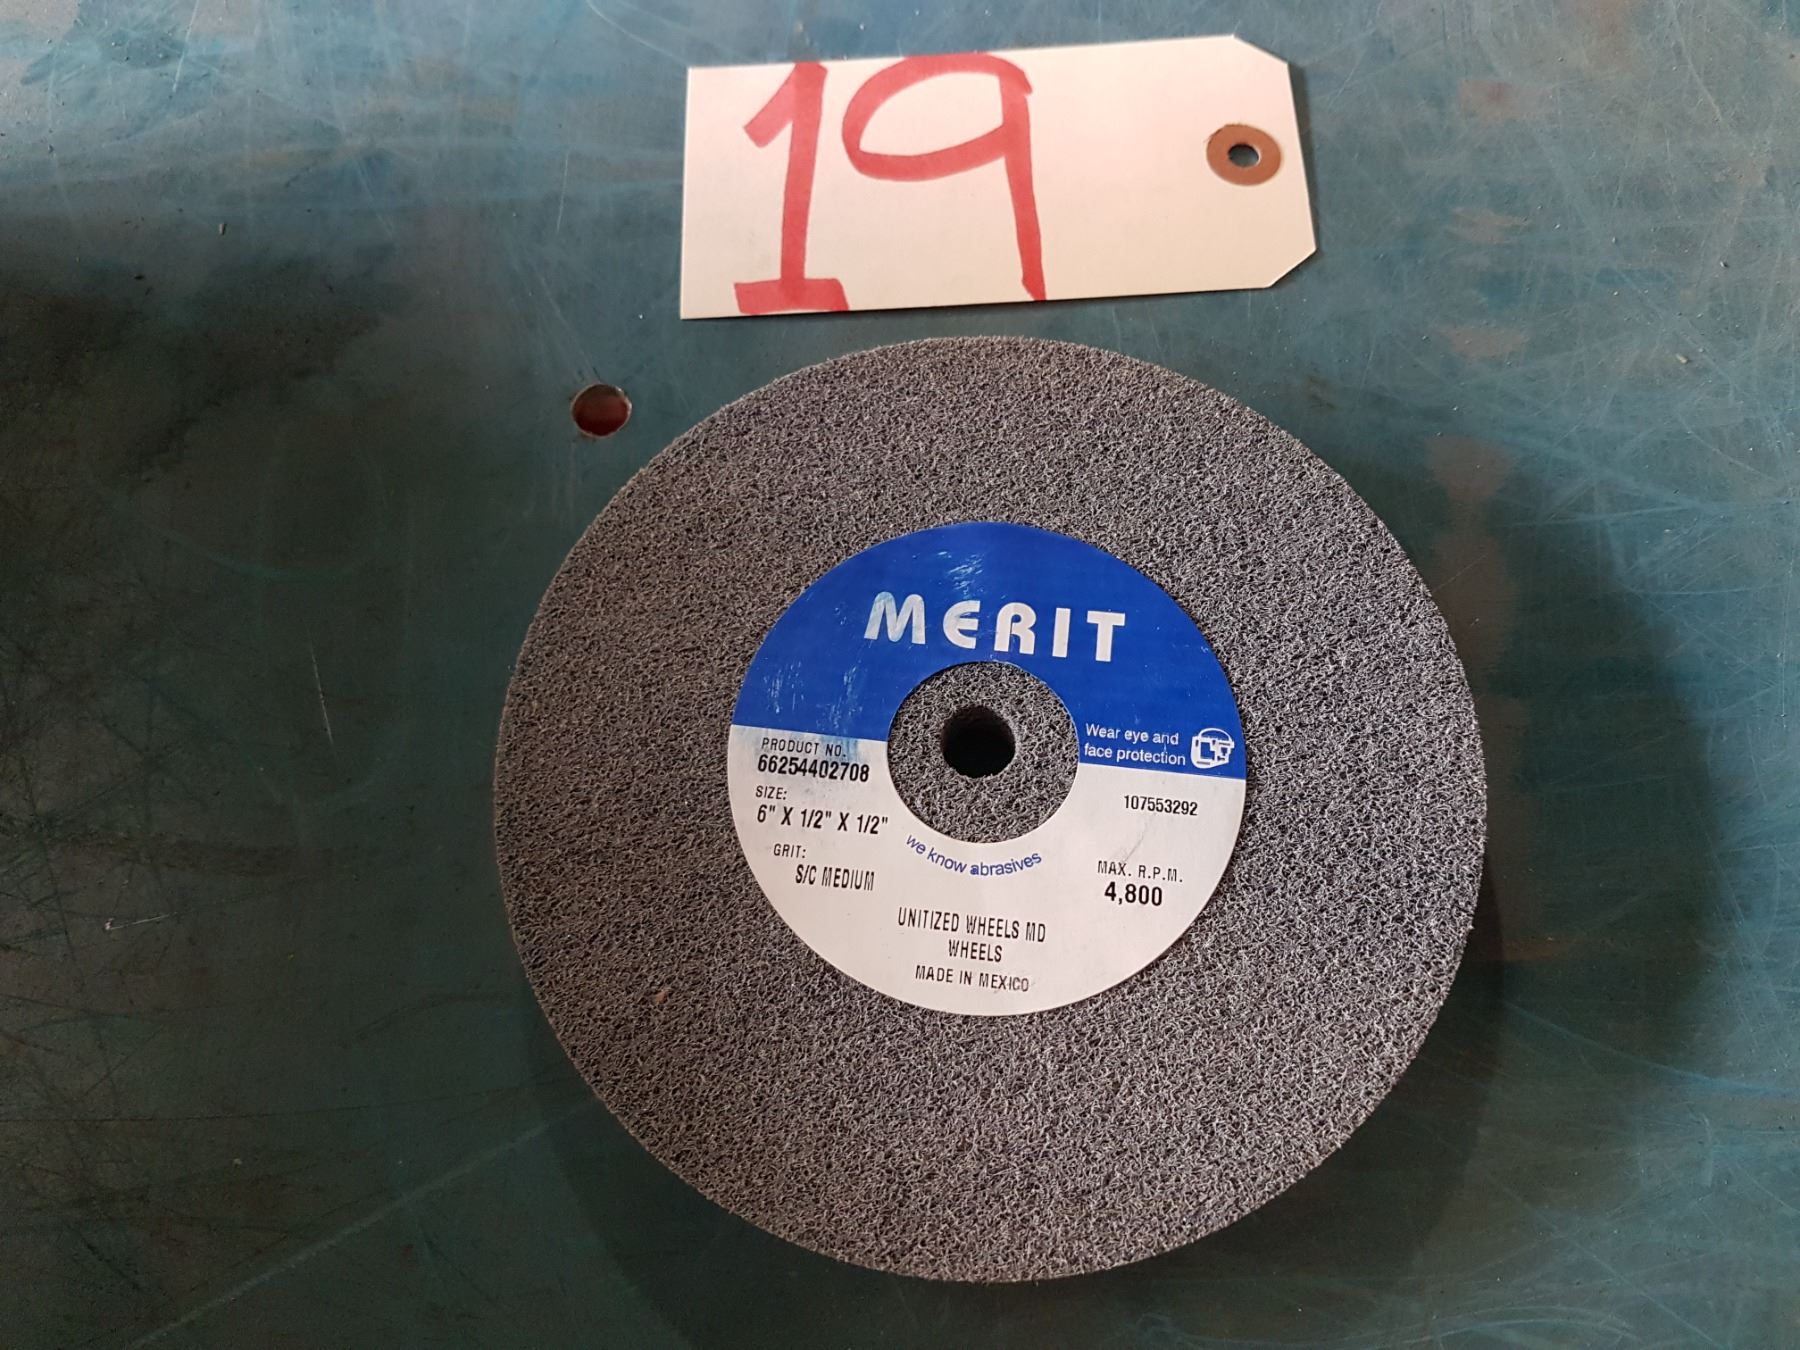 19
MERIT
PRODUCT NO.
66254402708
SIZE:
6" X 1/2" X 1/2"
GRIT:
S/C MEDIUM
Wear eye and
face protection
107553292
we know abrasives
MAX. R.P.M.
4,800
UNITIZED WHEELS MD
WHEELS
MADE IN MEXICO